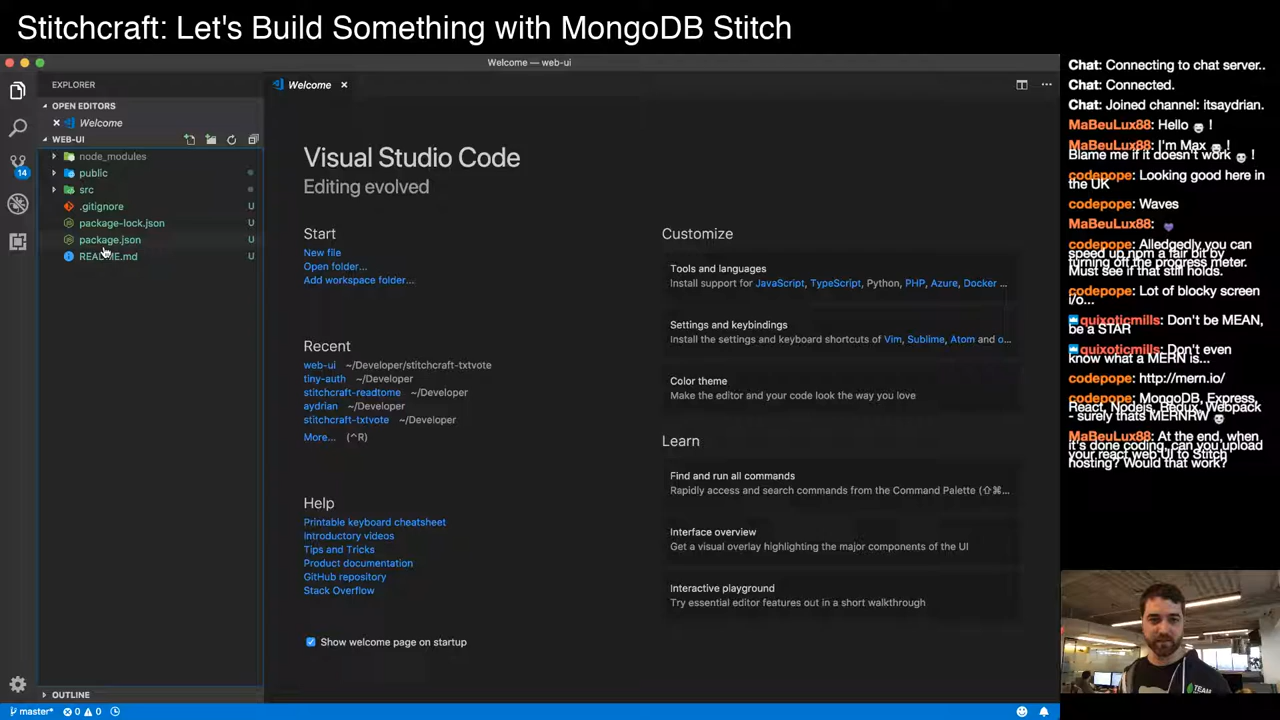 Stitchcraft: Let's Build Something with MongoDB Stitch
Welcome — web-ui
EXPLORER
OPEN EDITORS
Welcome
WEB-UI
node_modules
public
src
.gitignore U
package-lock.json U
package.json U
README.md U
14
Welcome
Visual Studio Code
Editing evolved
Start
New file
Open folder...
Add workspace folder...
Recent
web-ui ~/Developer/stitchcraft-txtvote
tiny-auth ~/Developer
stitchcraft-readtome ~/Developer
aydrian ~/Developer
stitchcraft-txtvote ~/Developer
More... (^R)
Help
Printable keyboard cheatsheet
Introductory videos
Tips and Tricks
Product documentation
GitHub repository
Stack Overflow
Show welcome page on startup
Customize
Tools and languages
Install support for JavaScript, TypeScript, Python, PHP, Azure, Docker ...
Settings and keybindings
Install the settings and keyboard shortcuts of Vim, Sublime, Atom and o...
Color theme
Make the editor and your code look the way you love
Learn
Find and run all commands
Rapidly access and search commands from the Command Palette (⇧⌘...
Interface overview
Get a visual overlay highlighting the major components of the UI
Interactive playground
Try essential editor features out in a short walkthrough
OUTLINE
master* 0 0
Chat: Connecting to chat server..
Chat: Connected.
Chat: Joined channel: itsaydrian.
MaBeuLux88: Hello !
MaBeuLux88: I'm Max !
Blame me if it doesn't work !
codepope: Looking good here in
the UK
codepope: Waves
MaBeuLux88:
codepope: Alledgedly you can
speed up npm a fair bit by
turning off the progress meter.
Must see if that still holds.
codepope: Lot of blocky screen
i/o...
quixoticmills: Don't be MEAN,
be a STAR
quixoticmills: Don't even
know what a MERN is...
codepope: http://mern.io/
codepope: MongoDB, Express,
React, Nodejs, Redux, Webpack
- surely thats MERNRW
MaBeuLux88: At the end, when
it's done coding, can you upload
your react web UI to Stitch
hosting? Would that work?
TEAM